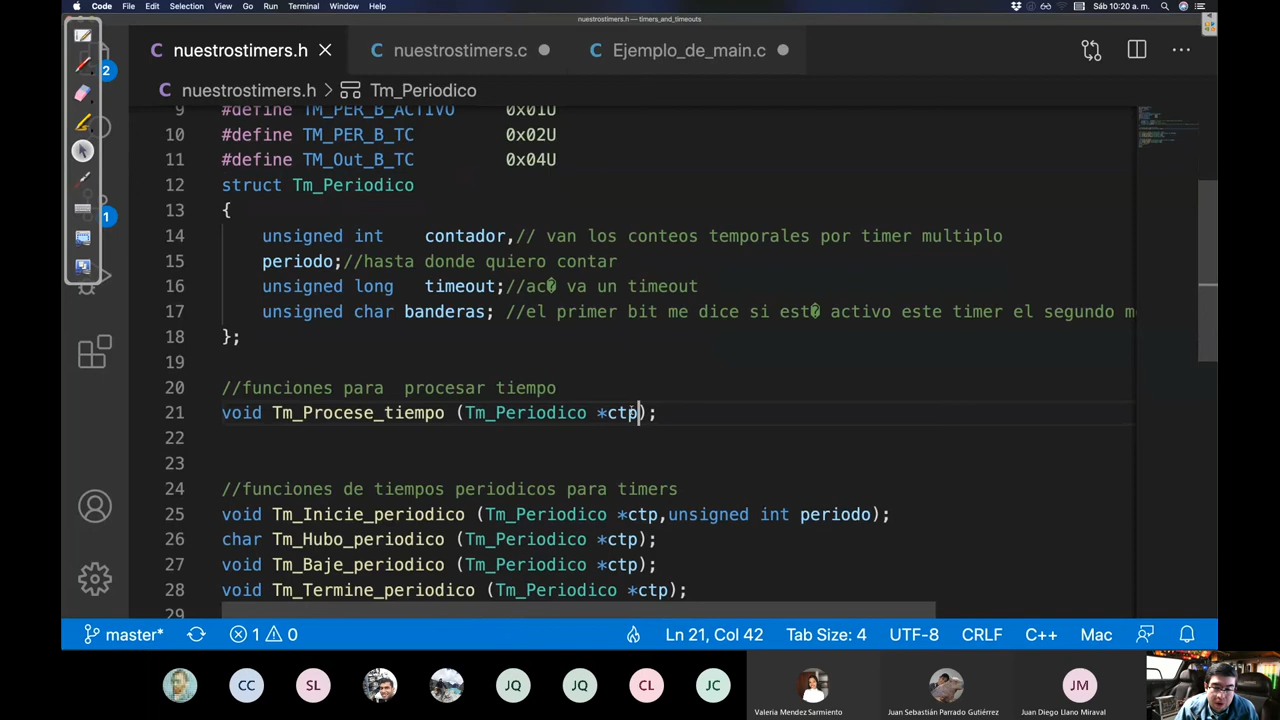 Code File Edit Selection View Go Run Terminal Window Help Sáb 10:20 a. m.
nuestrostimers.h — timers_and_timeouts
C nuestrostimers.h C nuestrostimers.c C Ejemplo_de_main.c
2
C nuestrostimers.h > Tm_Periodico
9 #define TM_PER_B_ACTIVO 0x01U
10 #define TM_PER_B_TC 0x02U
11 #define TM_Out_B_TC 0x04U
12 struct Tm_Periodico
13 {
1
14 unsigned int contador,// van los conteos temporales por timer multiplo
15 periodo;//hasta donde quiero contar
16 unsigned long timeout;//ac� va un timeout
17 unsigned char banderas; //el primer bit me dice si est� activo este timer el segundo m
18 };
19
20 //funciones para procesar tiempo
21 void Tm_Procese_tiempo (Tm_Periodico *ctp);
22
23
24 //funciones de tiempos periodicos para timers
25 void Tm_Inicie_periodico (Tm_Periodico *ctp,unsigned int periodo);
26 char Tm_Hubo_periodico (Tm_Periodico *ctp);
27 void Tm_Baje_periodico (Tm_Periodico *ctp);
28 void Tm_Termine_periodico (Tm_Periodico *ctp);
29
master* 1 0 Ln 21, Col 42 Tab Size: 4 UTF-8 CRLF C++ Mac
CC SL JQ JQ CL JC JM
Valeria Mendez Sarmiento Juan Sebastián Parrado Gutiérrez Juan Diego Llano Miraval